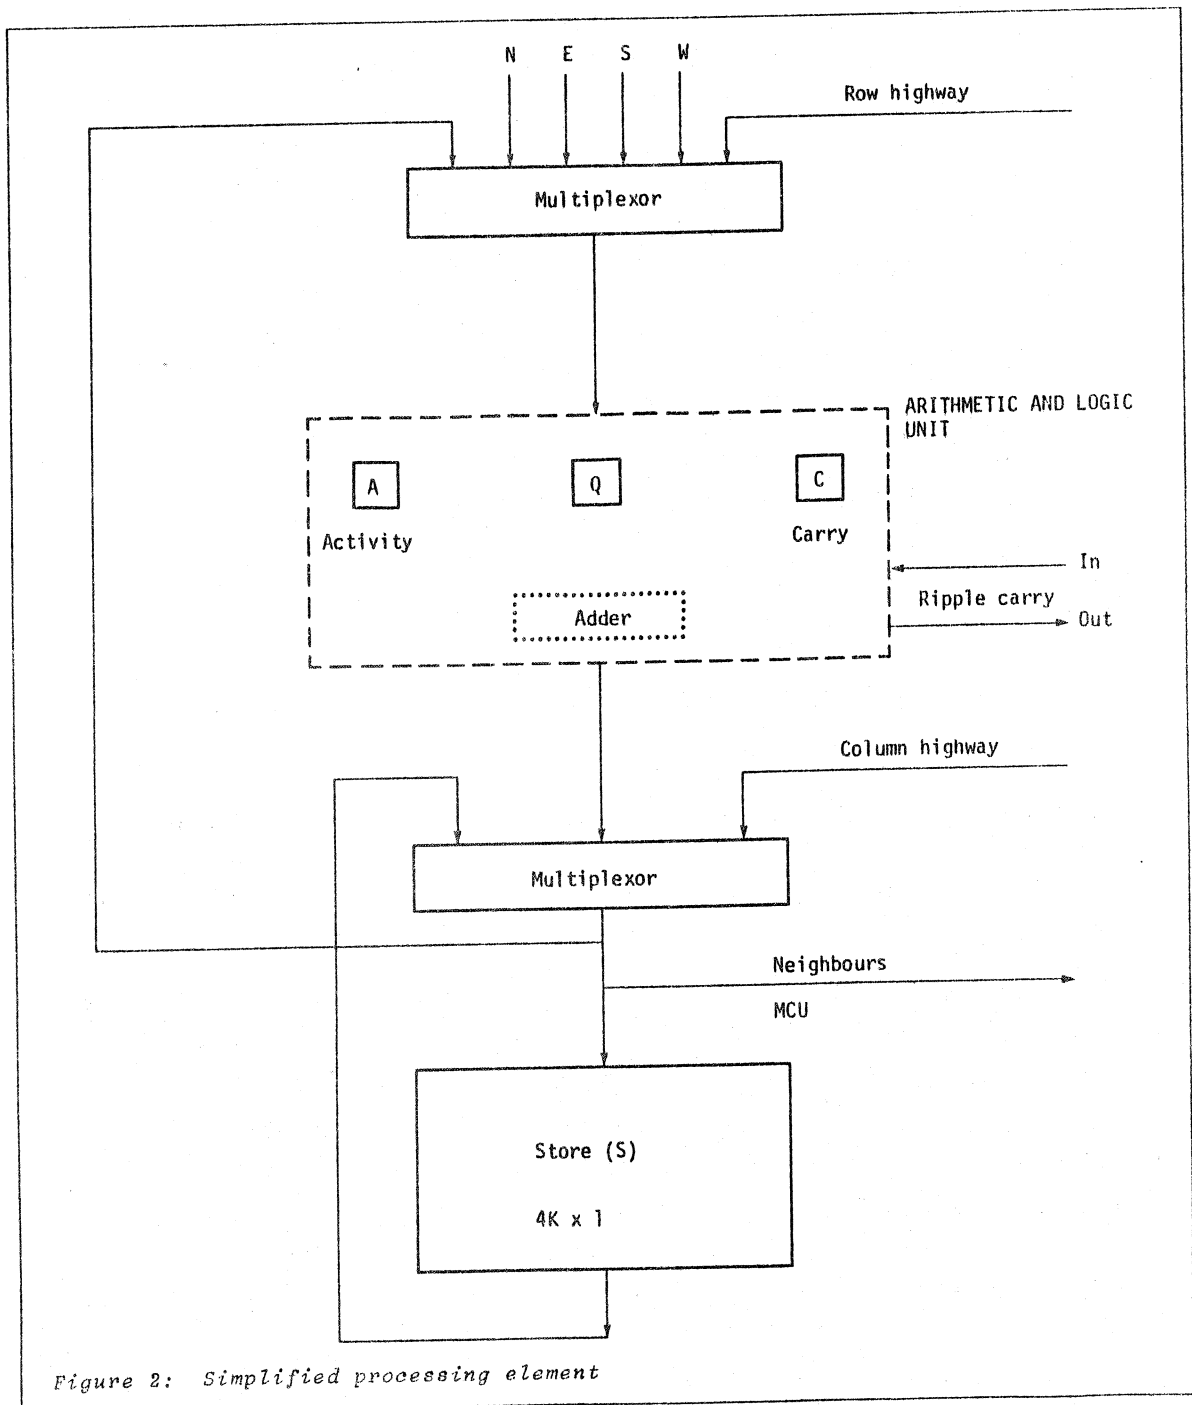 N E S W
Row highway
Multiplexor
ARITHMETIC AND LOGIC
UNIT
A
Q
C
Activity
Carry
In
Ripple carry
Out
Adder
Column highway
Multiplexor
Neighbours
MCU
Store (S)
4K x 1
Figure 2: Simplified processing element